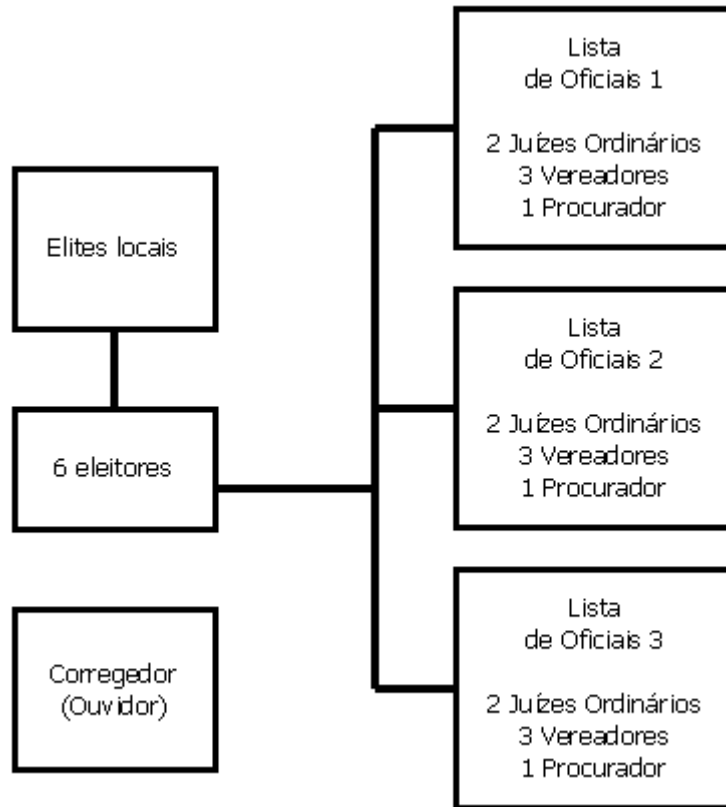 Elites locais
6 eleitores
Corregedor
(Ouvidor)
Lista
de Oficiais 1
2 Juízes Ordinários
3 Vereadores
1 Procurador
Lista
de Oficiais 2
2 Juízes Ordinários
3 Vereadores
1 Procurador
Lista
de Oficiais 3
2 Juízes Ordinários
3 Vereadores
1 Procurador